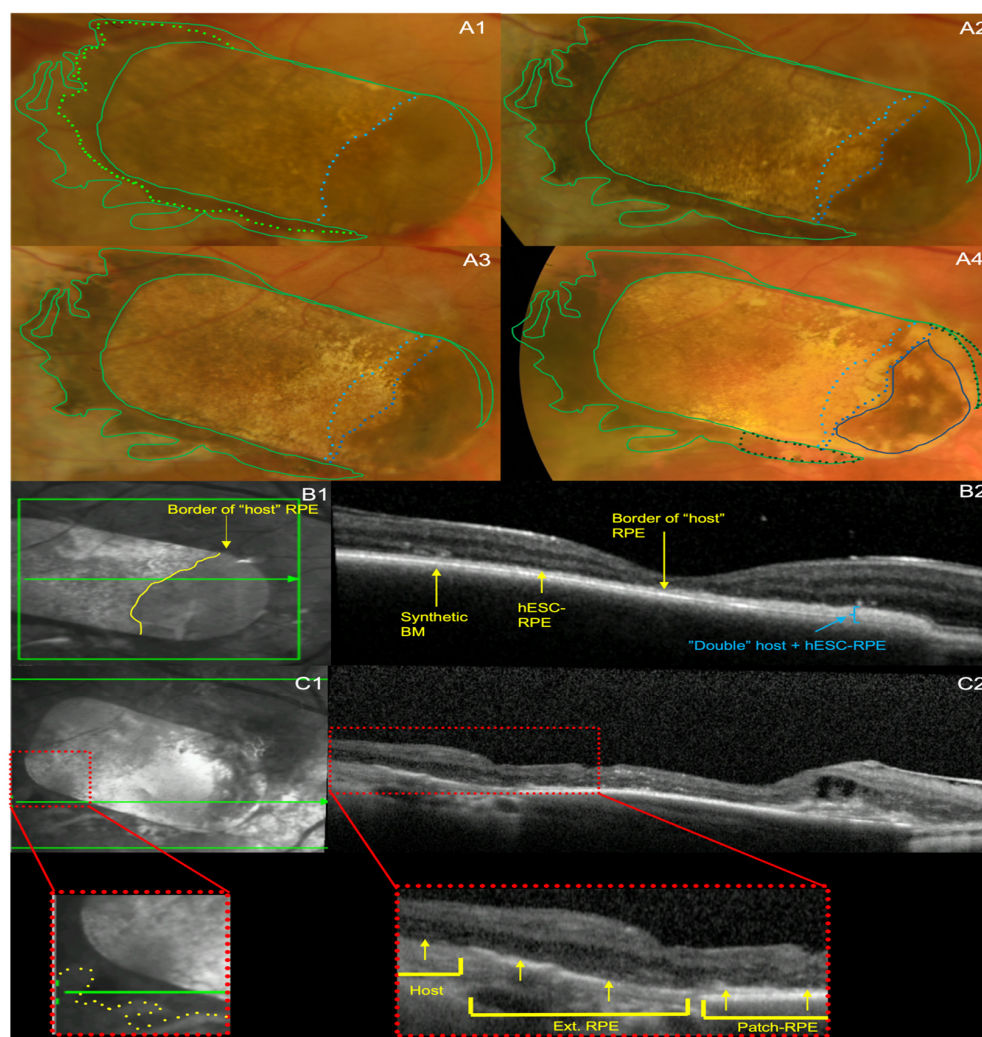 A1
A2
A3
A4
B1
Border of "host" RPE
B2
Border of "host"
RPE
Synthetic
BM
hESC-
RPE
"Double" host + hESC-RPE
C1
C2
Host
Ext. RPE
Patch-RPE